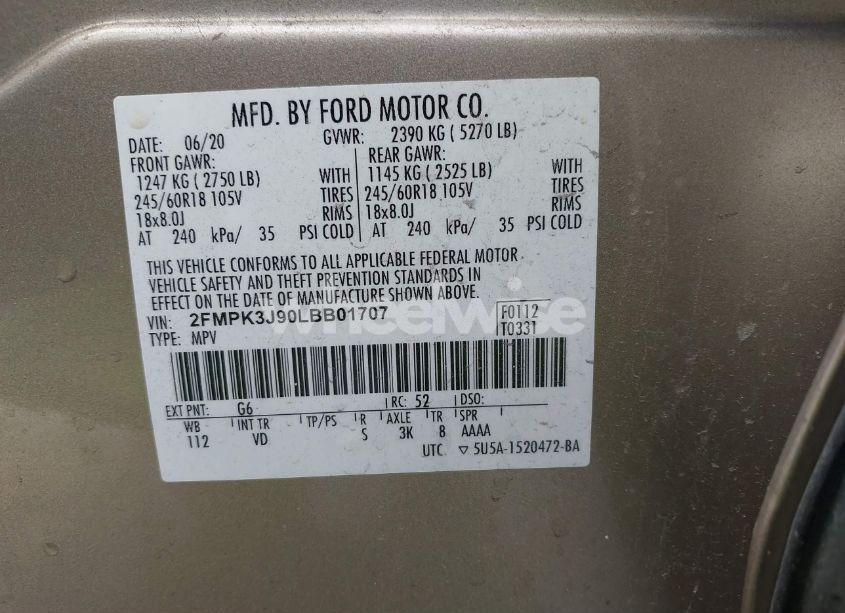 MFD. BY FORD MOTOR CO.
DATE: 06/20 GVWR: 2390 KG ( 5270 LB)
FRONT GAWR: REAR GAWR:
1247 KG ( 2750 LB) WITH 1145 KG ( 2525 LB) WITH
245/60R18 105V TIRES 245/60R18 105V TIRES
18x8.0J RIMS 18x8.0J RIMS
AT 240 kPa/ 35 PSI COLD AT 240 kPa/ 35 PSI COLD
THIS VEHICLE CONFORMS TO ALL APPLICABLE FEDERAL MOTOR
VEHICLE SAFETY AND THEFT PREVENTION STANDARDS IN
EFFECT ON THE DATE OF MANUFACTURE SHOWN ABOVE.
VIN: 2FMPK3J90LBB01707 F0112
TYPE: MPV T0331
wheelwise
EXT PNT: G6 RC: 52 DSO:
WB INT TR TP/PS R AXLE TR SPR
112 VD S 3K 8 AAAA
UTC ▽ 5U5A-1520472-BA